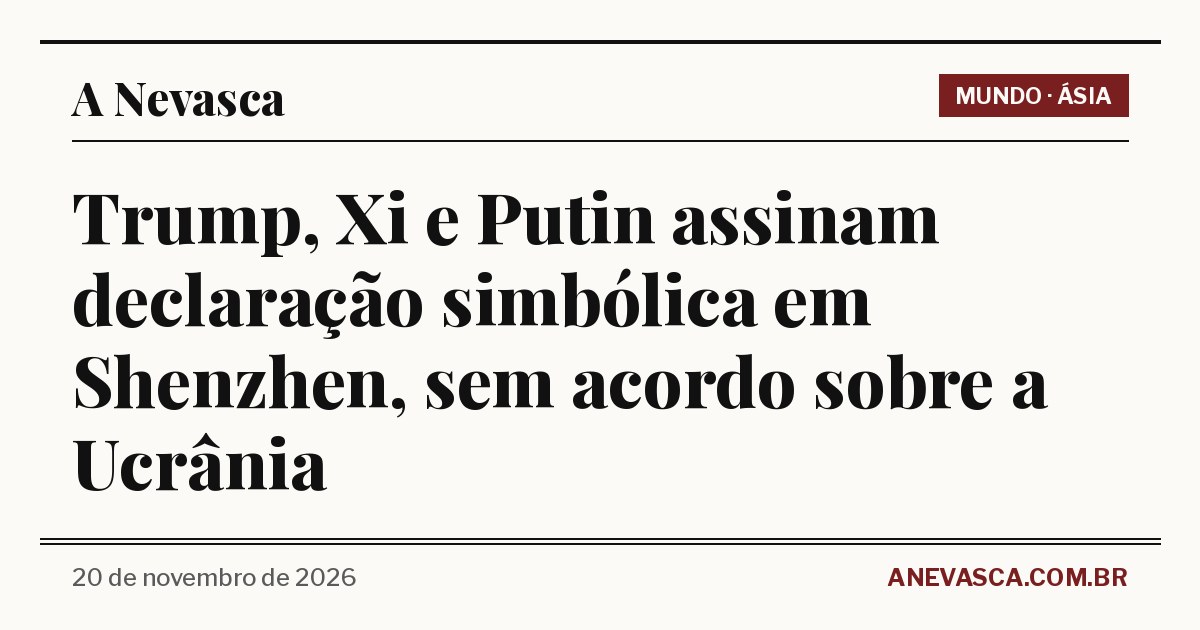 A Nevasca
MUNDO · ÁSIA
Trump, Xi e Putin assinam
declaração simbólica em
Shenzhen, sem acordo sobre a
Ucrânia
20 de novembro de 2026
ANEVASCA.COM.BR